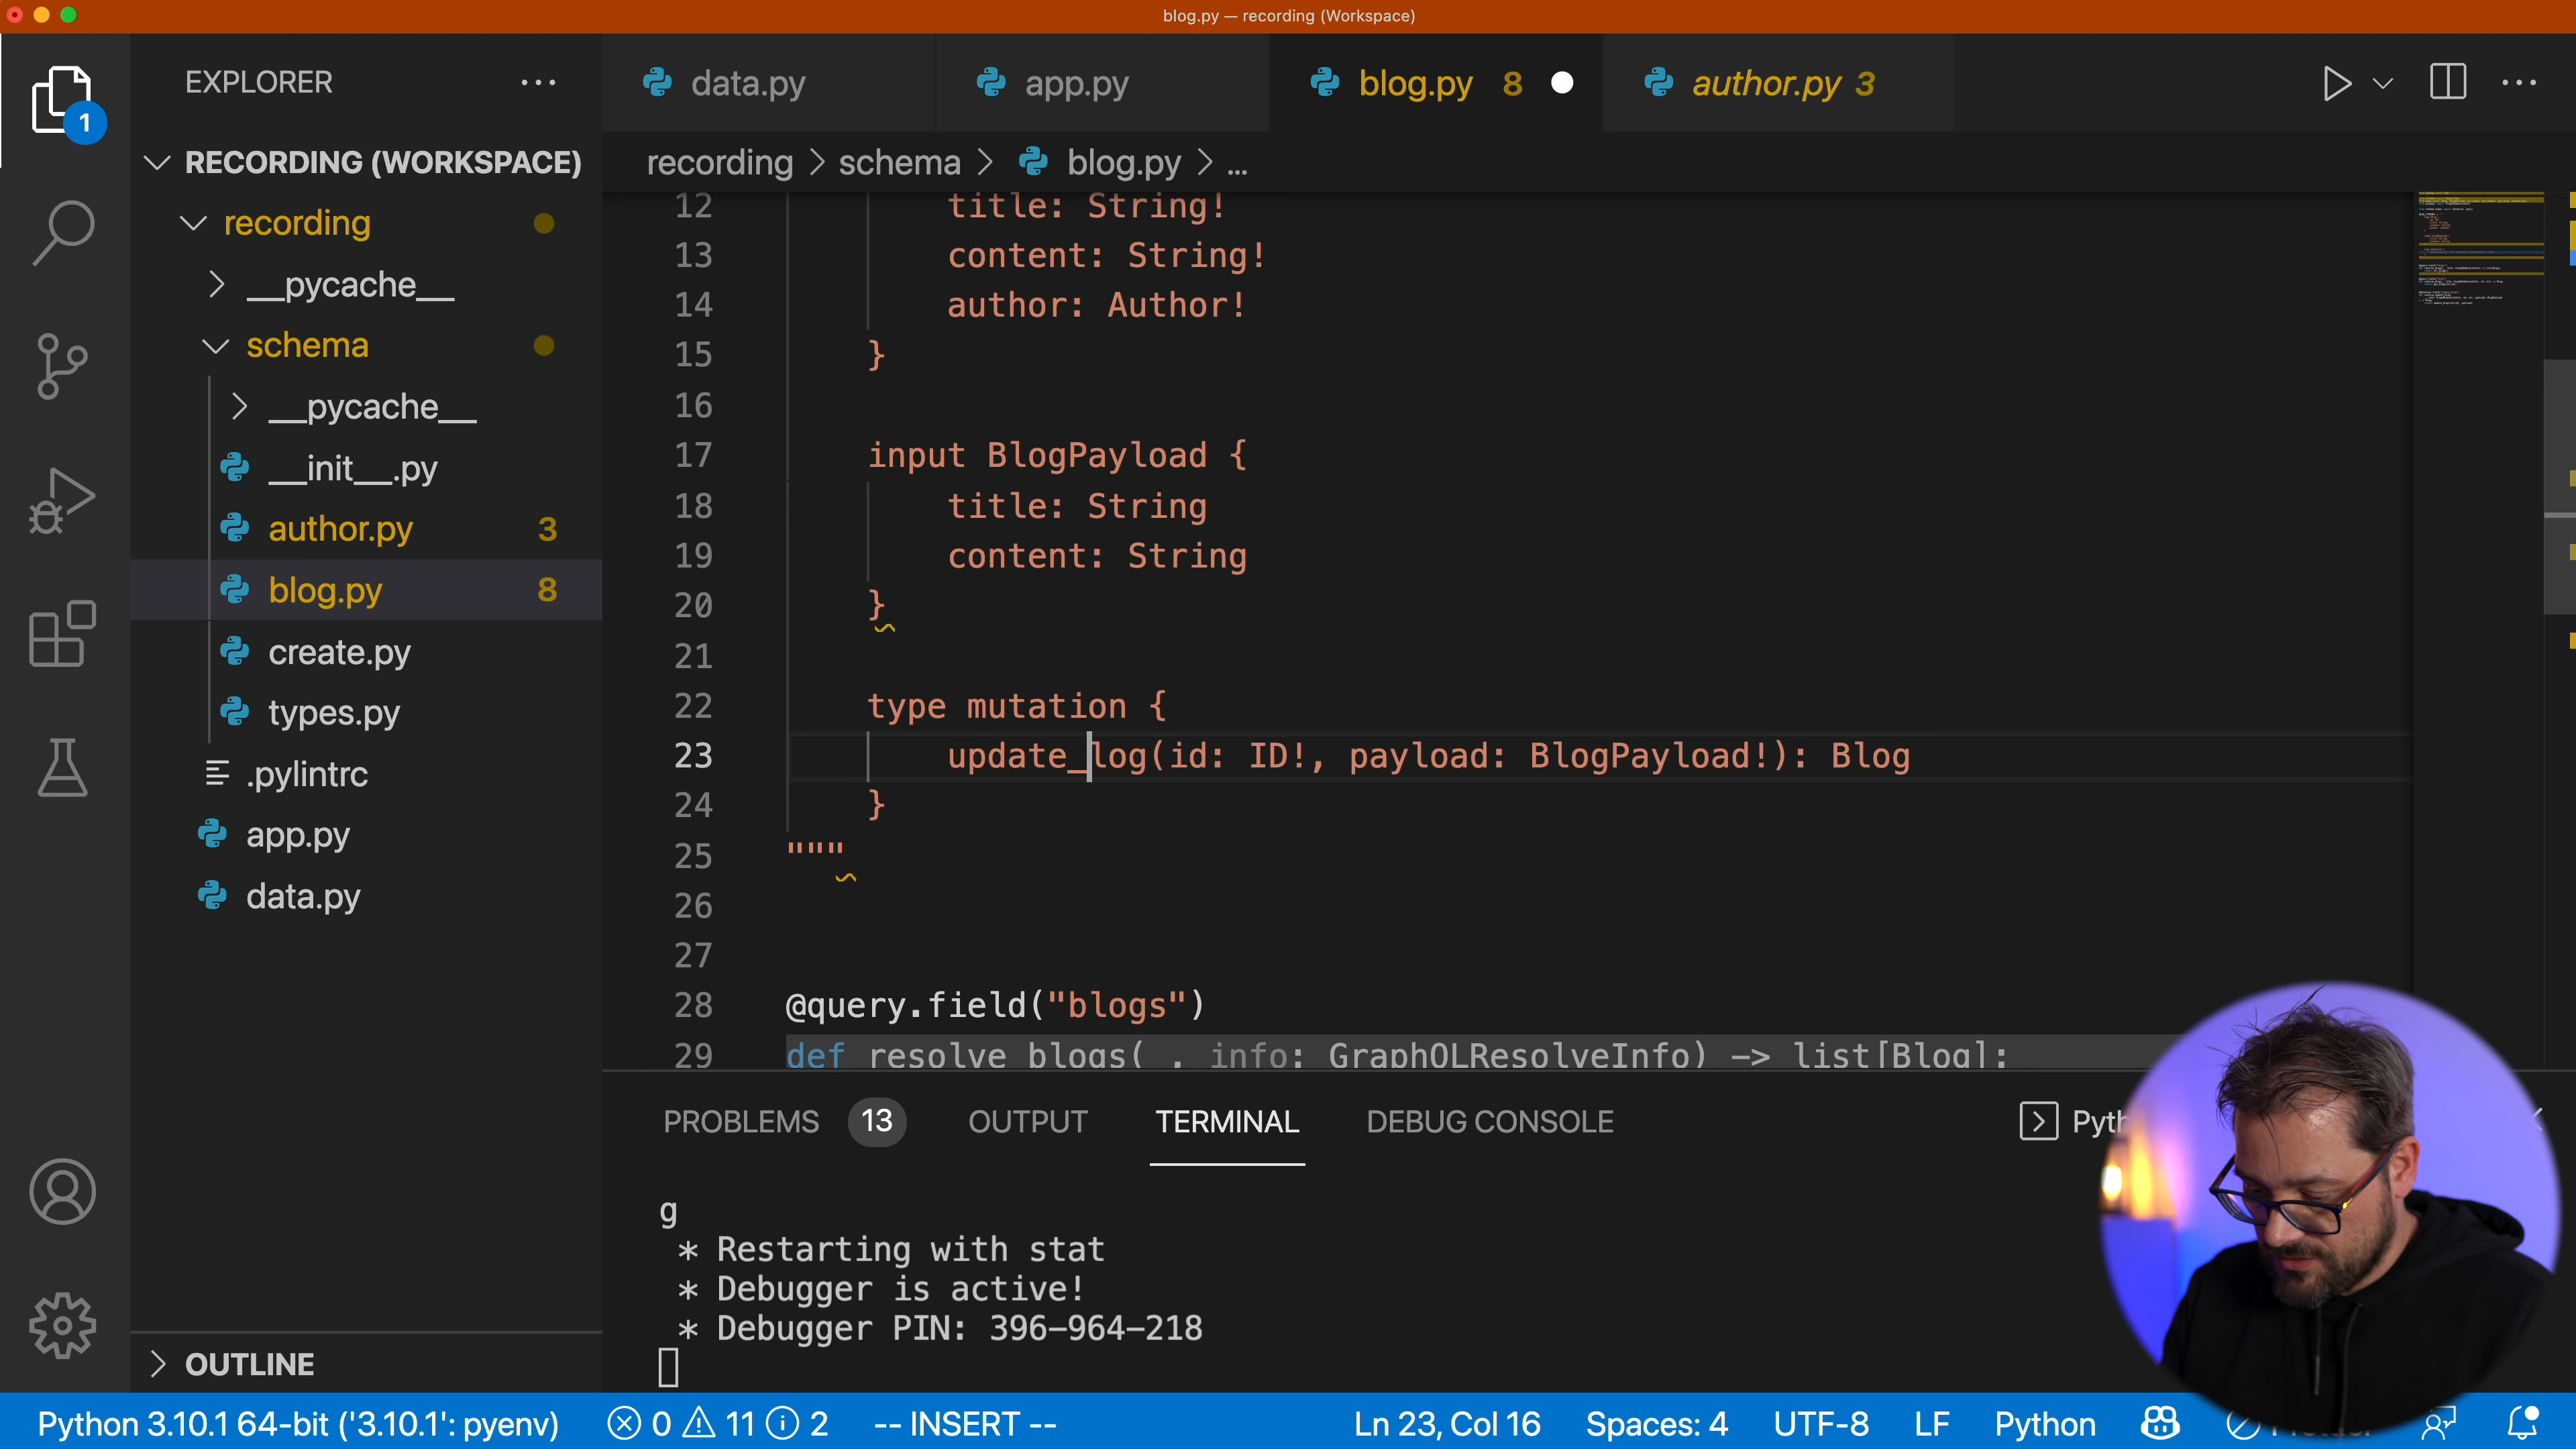 blog.py — recording (Workspace)
EXPLORER
1
RECORDING (WORKSPACE)
recording
__pycache__
schema
__pycache__
__init__.py
author.py 3
blog.py 8
create.py
types.py
.pylintrc
app.py
data.py
OUTLINE
data.py
app.py
blog.py 8
author.py 3
recording > schema > blog.py > ...
12 title: String!
13 content: String!
14 author: Author!
15 }
16
17 input BlogPayload {
18 title: String
19 content: String
20 }
21
22 type mutation {
23 update_log(id: ID!, payload: BlogPayload!): Blog
24 }
25 """
26
27
28 @query.field("blogs")
29 def resolve_blogs(_, info: GraphQLResolveInfo) -> list[Blog]:
PROBLEMS 13 OUTPUT TERMINAL DEBUG CONSOLE
g
* Restarting with stat
* Debugger is active!
* Debugger PIN: 396-964-218
Python 3.10.1 64-bit ('3.10.1': pyenv) 0 11 2 -- INSERT -- Ln 23, Col 16 Spaces: 4 UTF-8 LF Python